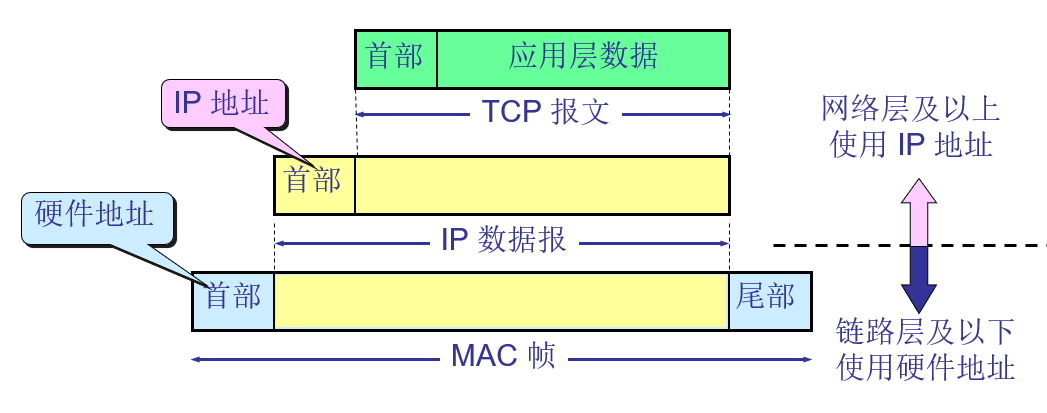 首部
应用层数据
IP 地址
TCP 报文
网络层及以上
使用 IP 地址
首部
硬件地址
IP 数据报
首部
尾部
链路层及以下
使用硬件地址
MAC 帧